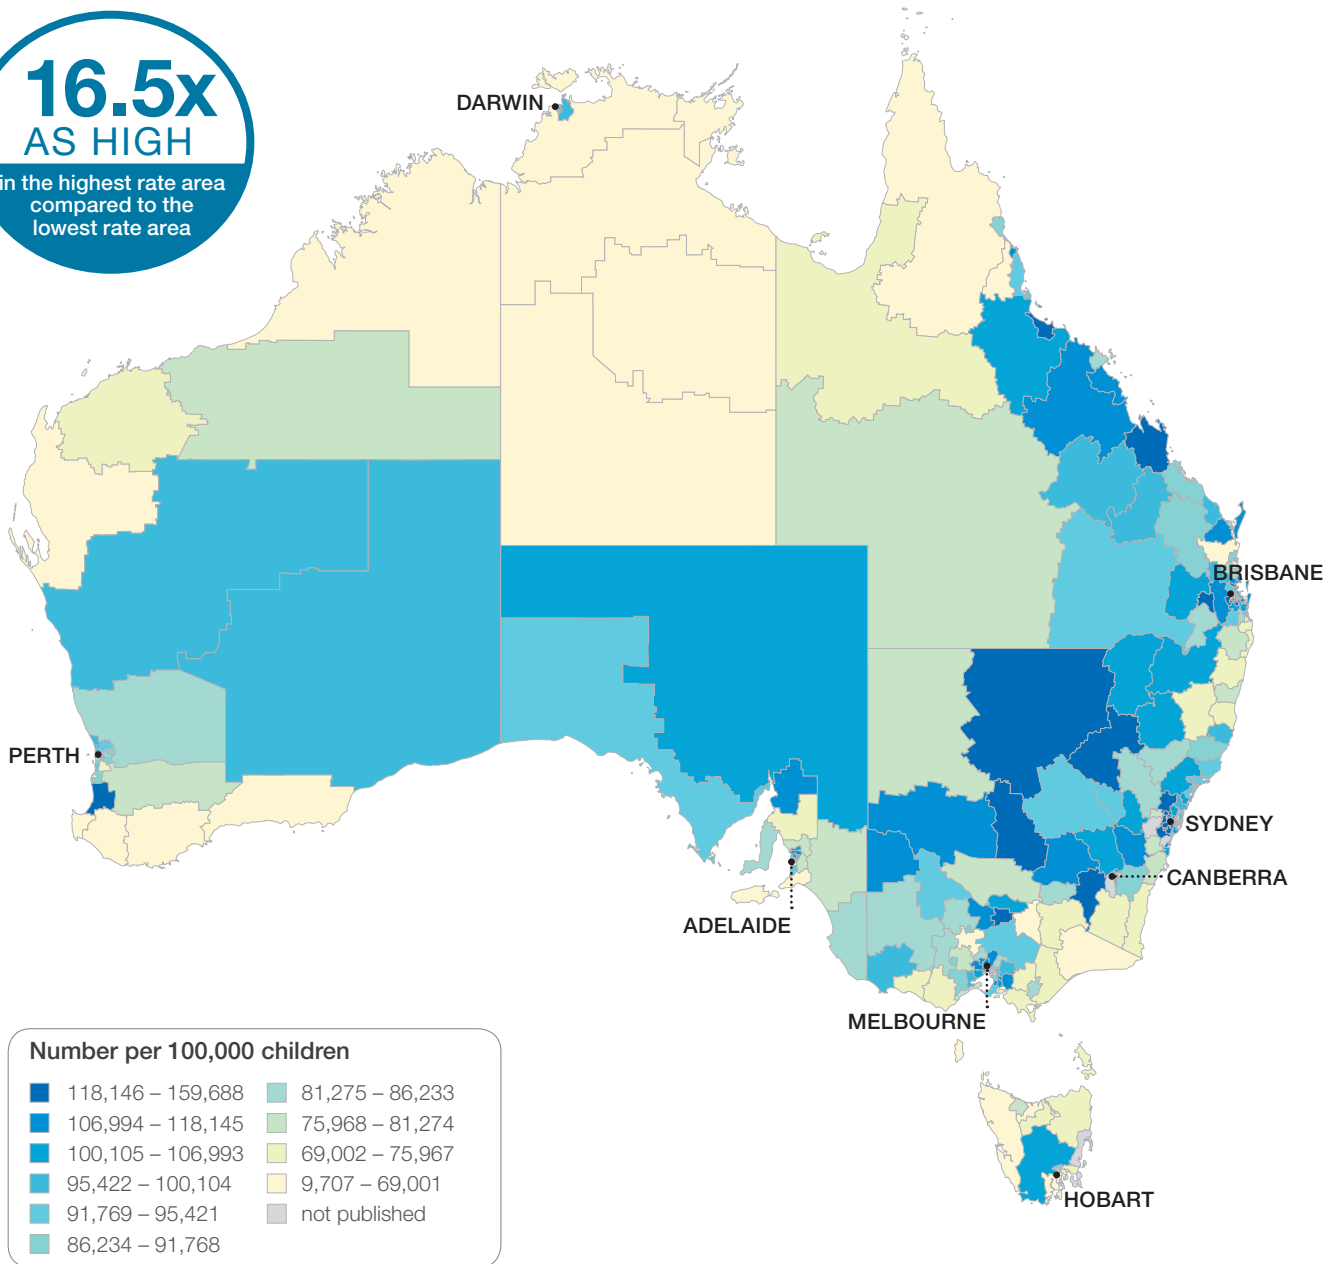 16.5x
AS HIGH
in the highest rate area
compared to the
lowest rate area
DARWIN
BRISBANE
PERTH
SYDNEY
CANBERRA
ADELAIDE
MELBOURNE
HOBART
Number per 100,000 children
118,146 – 159,688
106,994 – 118,145
100,105 – 106,993
95,422 – 100,104
91,769 – 95,421
86,234 – 91,768
81,275 – 86,233
75,968 – 81,274
69,002 – 75,967
9,707 – 69,001
not published